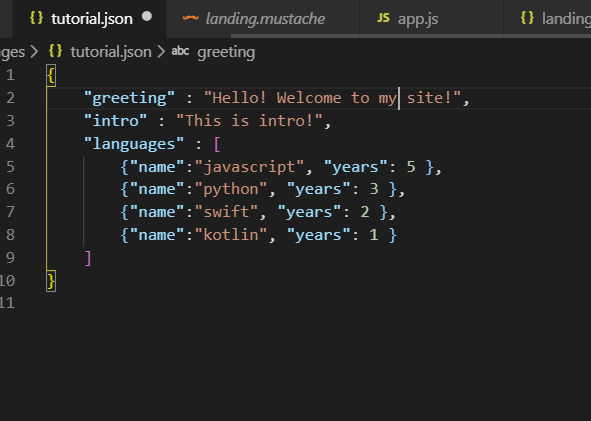 {} tutorial.json ● landing.mustache JS app.js {} landing
ges > {} tutorial.json > abc greeting
1 {
2 "greeting" : "Hello! Welcome to my site!",
3 "intro" : "This is intro!",
4 "languages" : [
5 {"name":"javascript", "years": 5 },
6 {"name":"python", "years": 3 },
7 {"name":"swift", "years": 2 },
8 {"name":"kotlin", "years": 1 }
9 ]
10 }
11